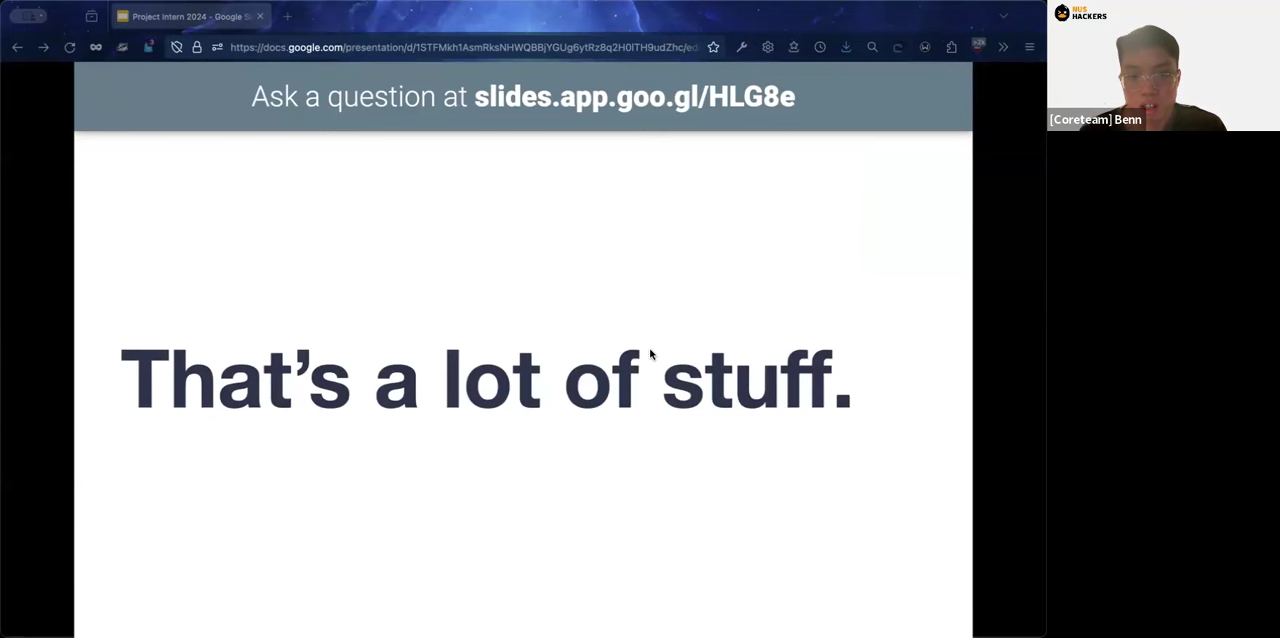 Project Intern 2024 - Google Sl
https://docs.google.com/presentation/d/1STFMkh1AsmRksNHWQBBjYGUg6ytRz8q2H0lTH9udZhc/ed
Ask a question at slides.app.goo.gl/HLG8e
That’s a lot of stuff.
NUS
HACKERS
[Coreteam] Benn